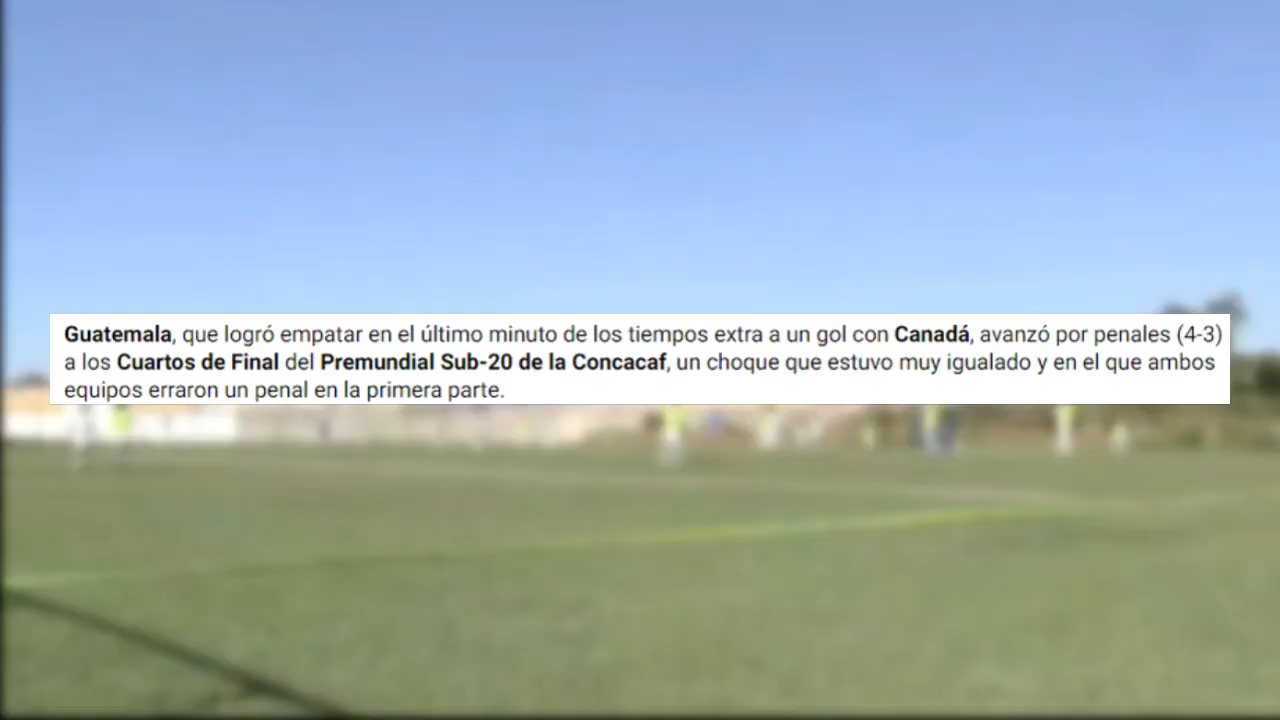 Guatemala, que logró empatar en el último minuto de los tiempos extra a un gol con Canadá, avanzó por penales (4-3)
a los Cuartos de Final del Premundial Sub-20 de la Concacaf, un choque que estuvo muy igualado y en el que ambos
equipos erraron un penal en la primera parte.